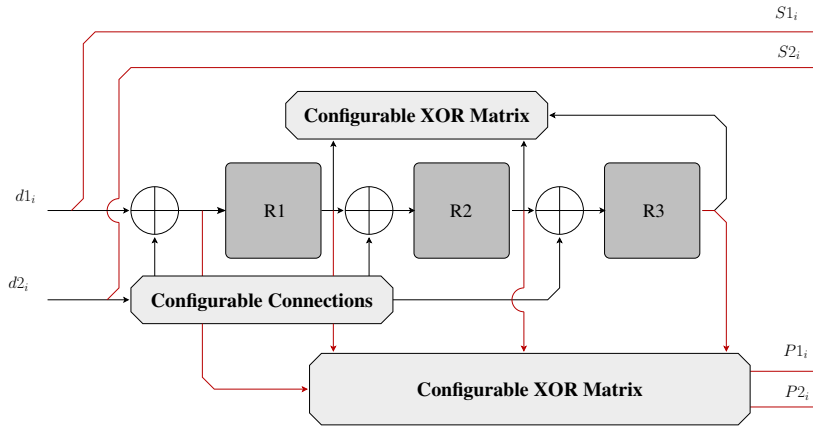 S1_i
S2_i
Configurable XOR Matrix
d1_i
R1
R2
R3
d2_i
Configurable Connections
P1_i
Configurable XOR Matrix
P2_i